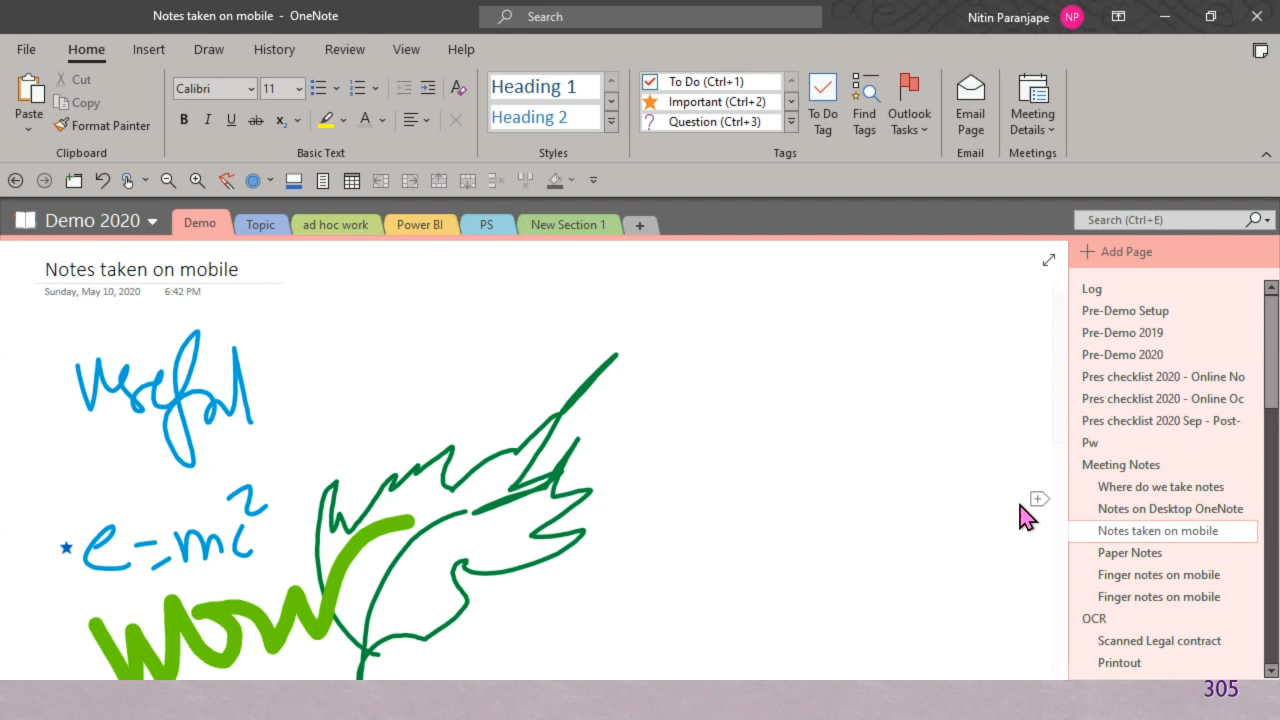 Notes taken on mobile - OneNote
Search
Nitin Paranjape NP
File Home Insert Draw History Review View Help
Paste
Cut
Copy
Format Painter
Clipboard
Calibri 11
B I U ab x₂ A
Basic Text
Heading 1
Heading 2
Styles
To Do (Ctrl+1)
Important (Ctrl+2)
Question (Ctrl+3)
To Do Tag
Find Tags
Outlook Tasks
Tags
Email Page
Email
Meeting Details
Meetings
Demo 2020
Demo Topic ad hoc work Power BI PS New Section 1 +
Search (Ctrl+E)
Notes taken on mobile
Sunday, May 10, 2020 6:42 PM
useful
e=mc²
wow
Add Page
Log
Pre-Demo Setup
Pre-Demo 2019
Pre-Demo 2020
Pres checklist 2020 - Online No
Pres checklist 2020 - Online Oc
Pres checklist 2020 Sep - Post-
Pw
Meeting Notes
Where do we take notes
Notes on Desktop OneNote
Notes taken on mobile
Paper Notes
Finger notes on mobile
Finger notes on mobile
OCR
Scanned Legal contract
Printout
305